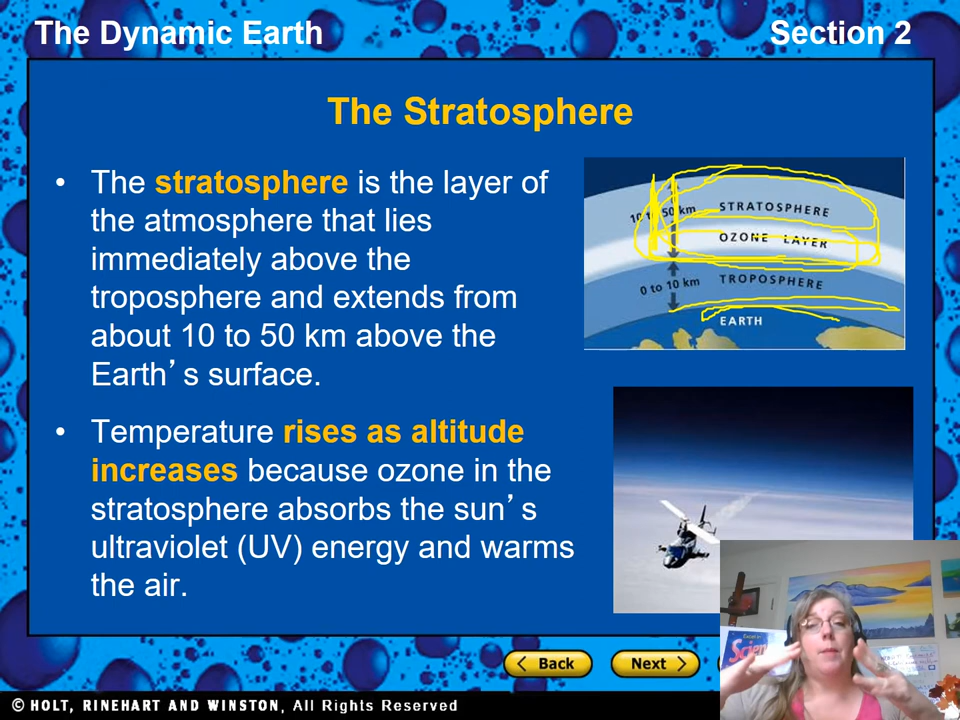 The Dynamic Earth
Section 2
The Stratosphere
• The stratosphere is the layer of
the atmosphere that lies
immediately above the
troposphere and extends from
about 10 to 50 km above the
Earth’s surface.
• Temperature rises as altitude
increases because ozone in the
stratosphere absorbs the sun’s
ultraviolet (UV) energy and warms
the air.
10 to 50 km
STRATOSPHERE
OZONE LAYER
0 to 10 km
TROPOSPHERE
EARTH
Back
Next
© HOLT, RINEHART AND WINSTON, All Rights Reserved